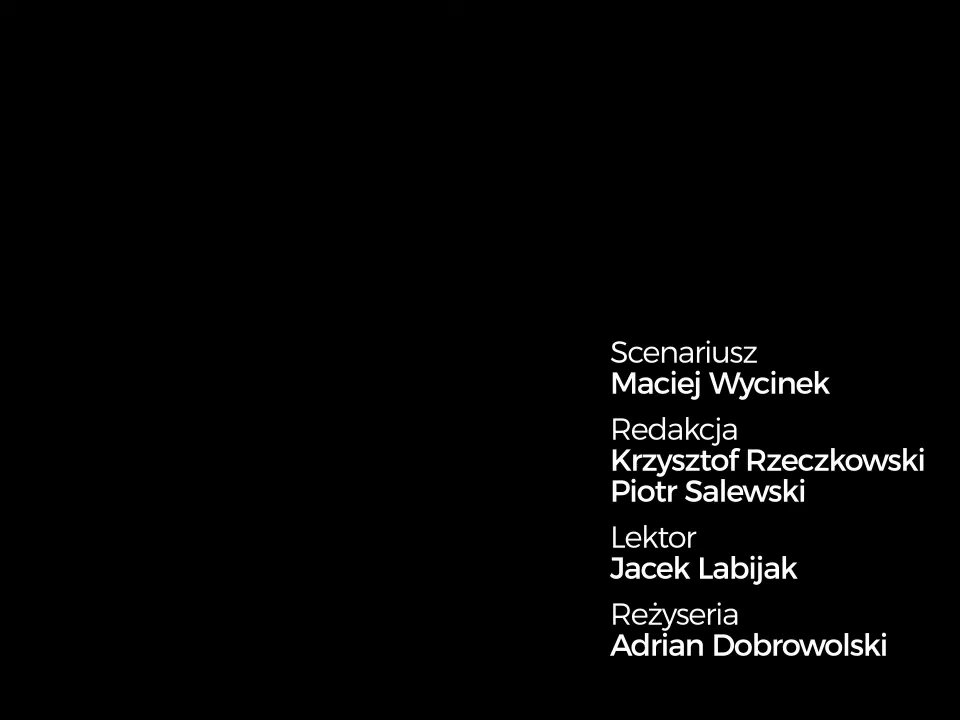 Scenariusz
Maciej Wycinek
Redakcja
Krzysztof Rzeczkowski
Piotr Salewski
Lektor
Jacek Labijak
Reżyseria
Adrian Dobrowolski